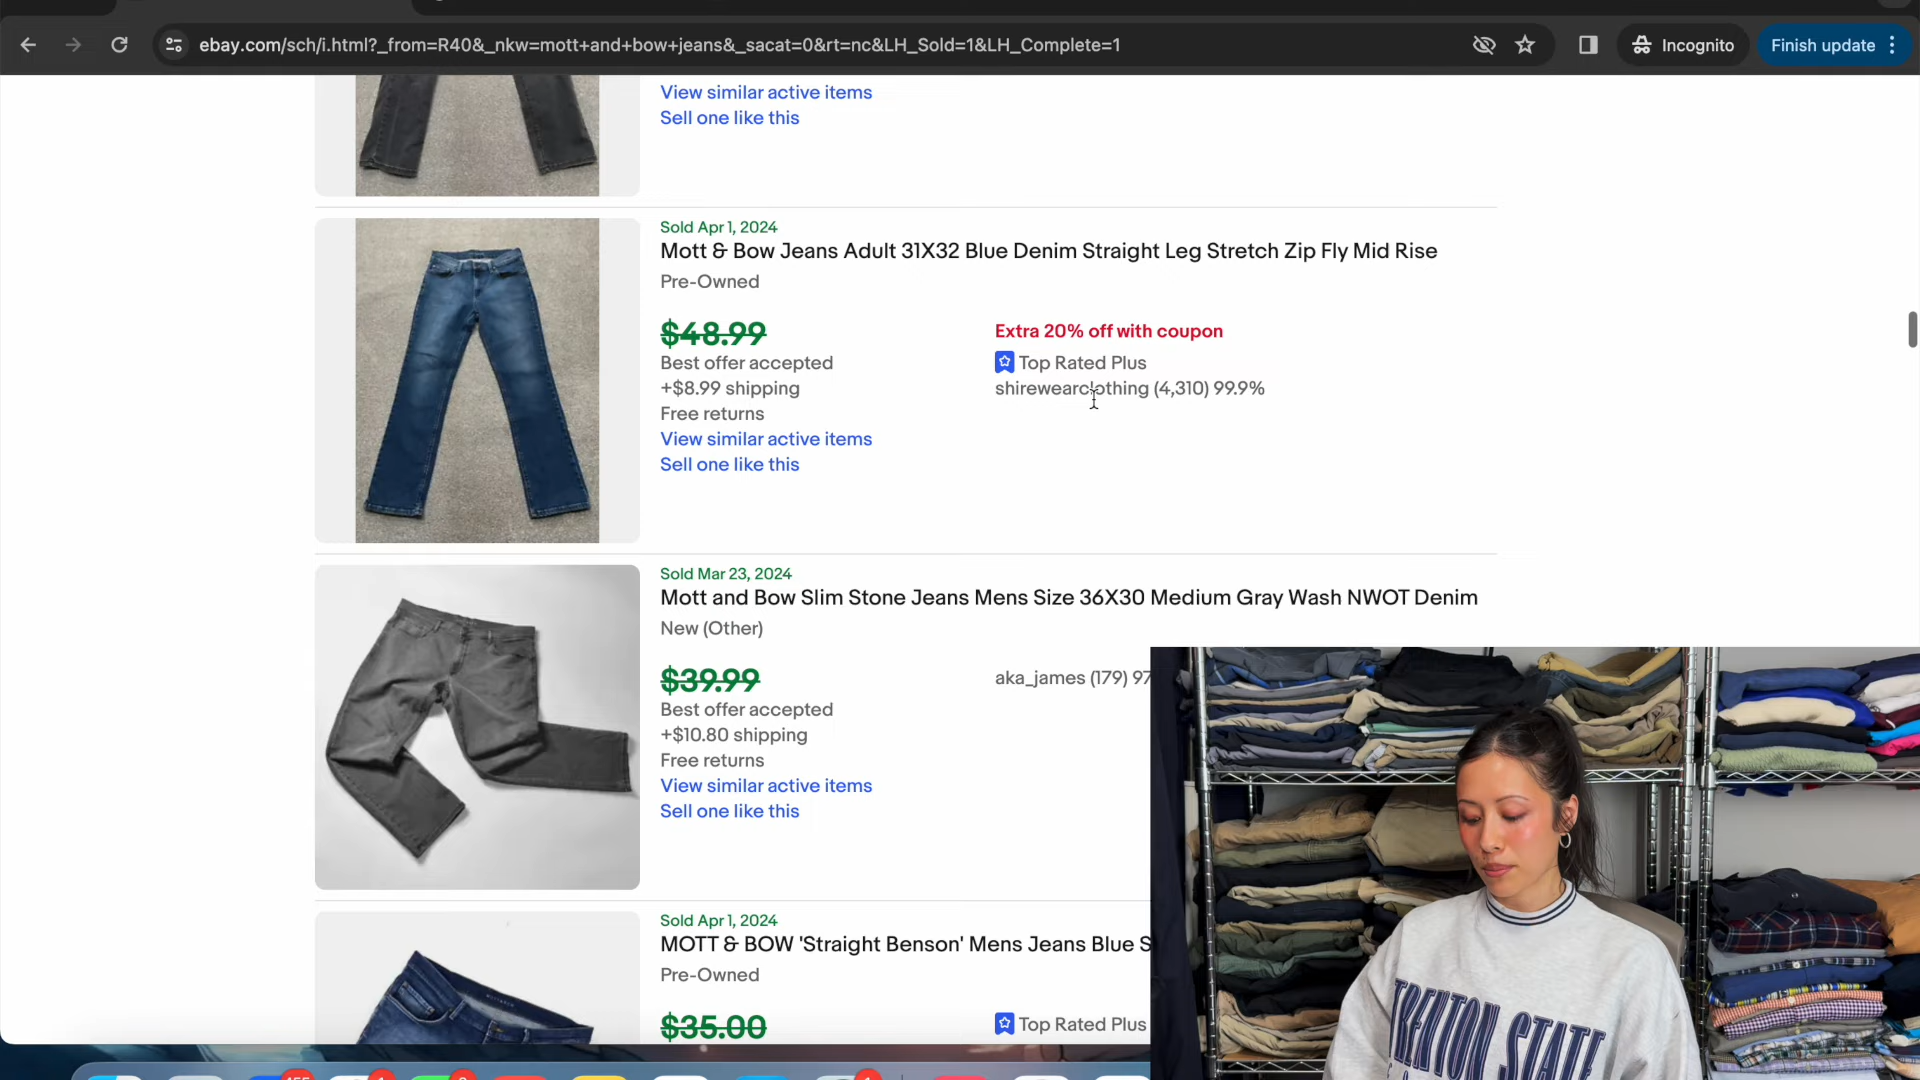 ebay.com/sch/i.html?_from=R40&_nkw=mott+and+bow+jeans&_sacat=0&rt=nc&LH_Sold=1&LH_Complete=1
Incognito
Finish update
View similar active items
Sell one like this
Sold Apr 1, 2024
Mott & Bow Jeans Adult 31X32 Blue Denim Straight Leg Stretch Zip Fly Mid Rise
Pre-Owned
$48.99
Extra 20% off with coupon
Best offer accepted
Top Rated Plus
+$8.99 shipping
shirewearclothing (4,310) 99.9%
Free returns
View similar active items
Sell one like this
Sold Mar 23, 2024
Mott and Bow Slim Stone Jeans Mens Size 36X30 Medium Gray Wash NWOT Denim
New (Other)
$39.99
aka_james (179) 97
Best offer accepted
+$10.80 shipping
Free returns
View similar active items
Sell one like this
Sold Apr 1, 2024
MOTT & BOW 'Straight Benson' Mens Jeans Blue S
Pre-Owned
$35.00
Top Rated Plus
TRENTON STATE